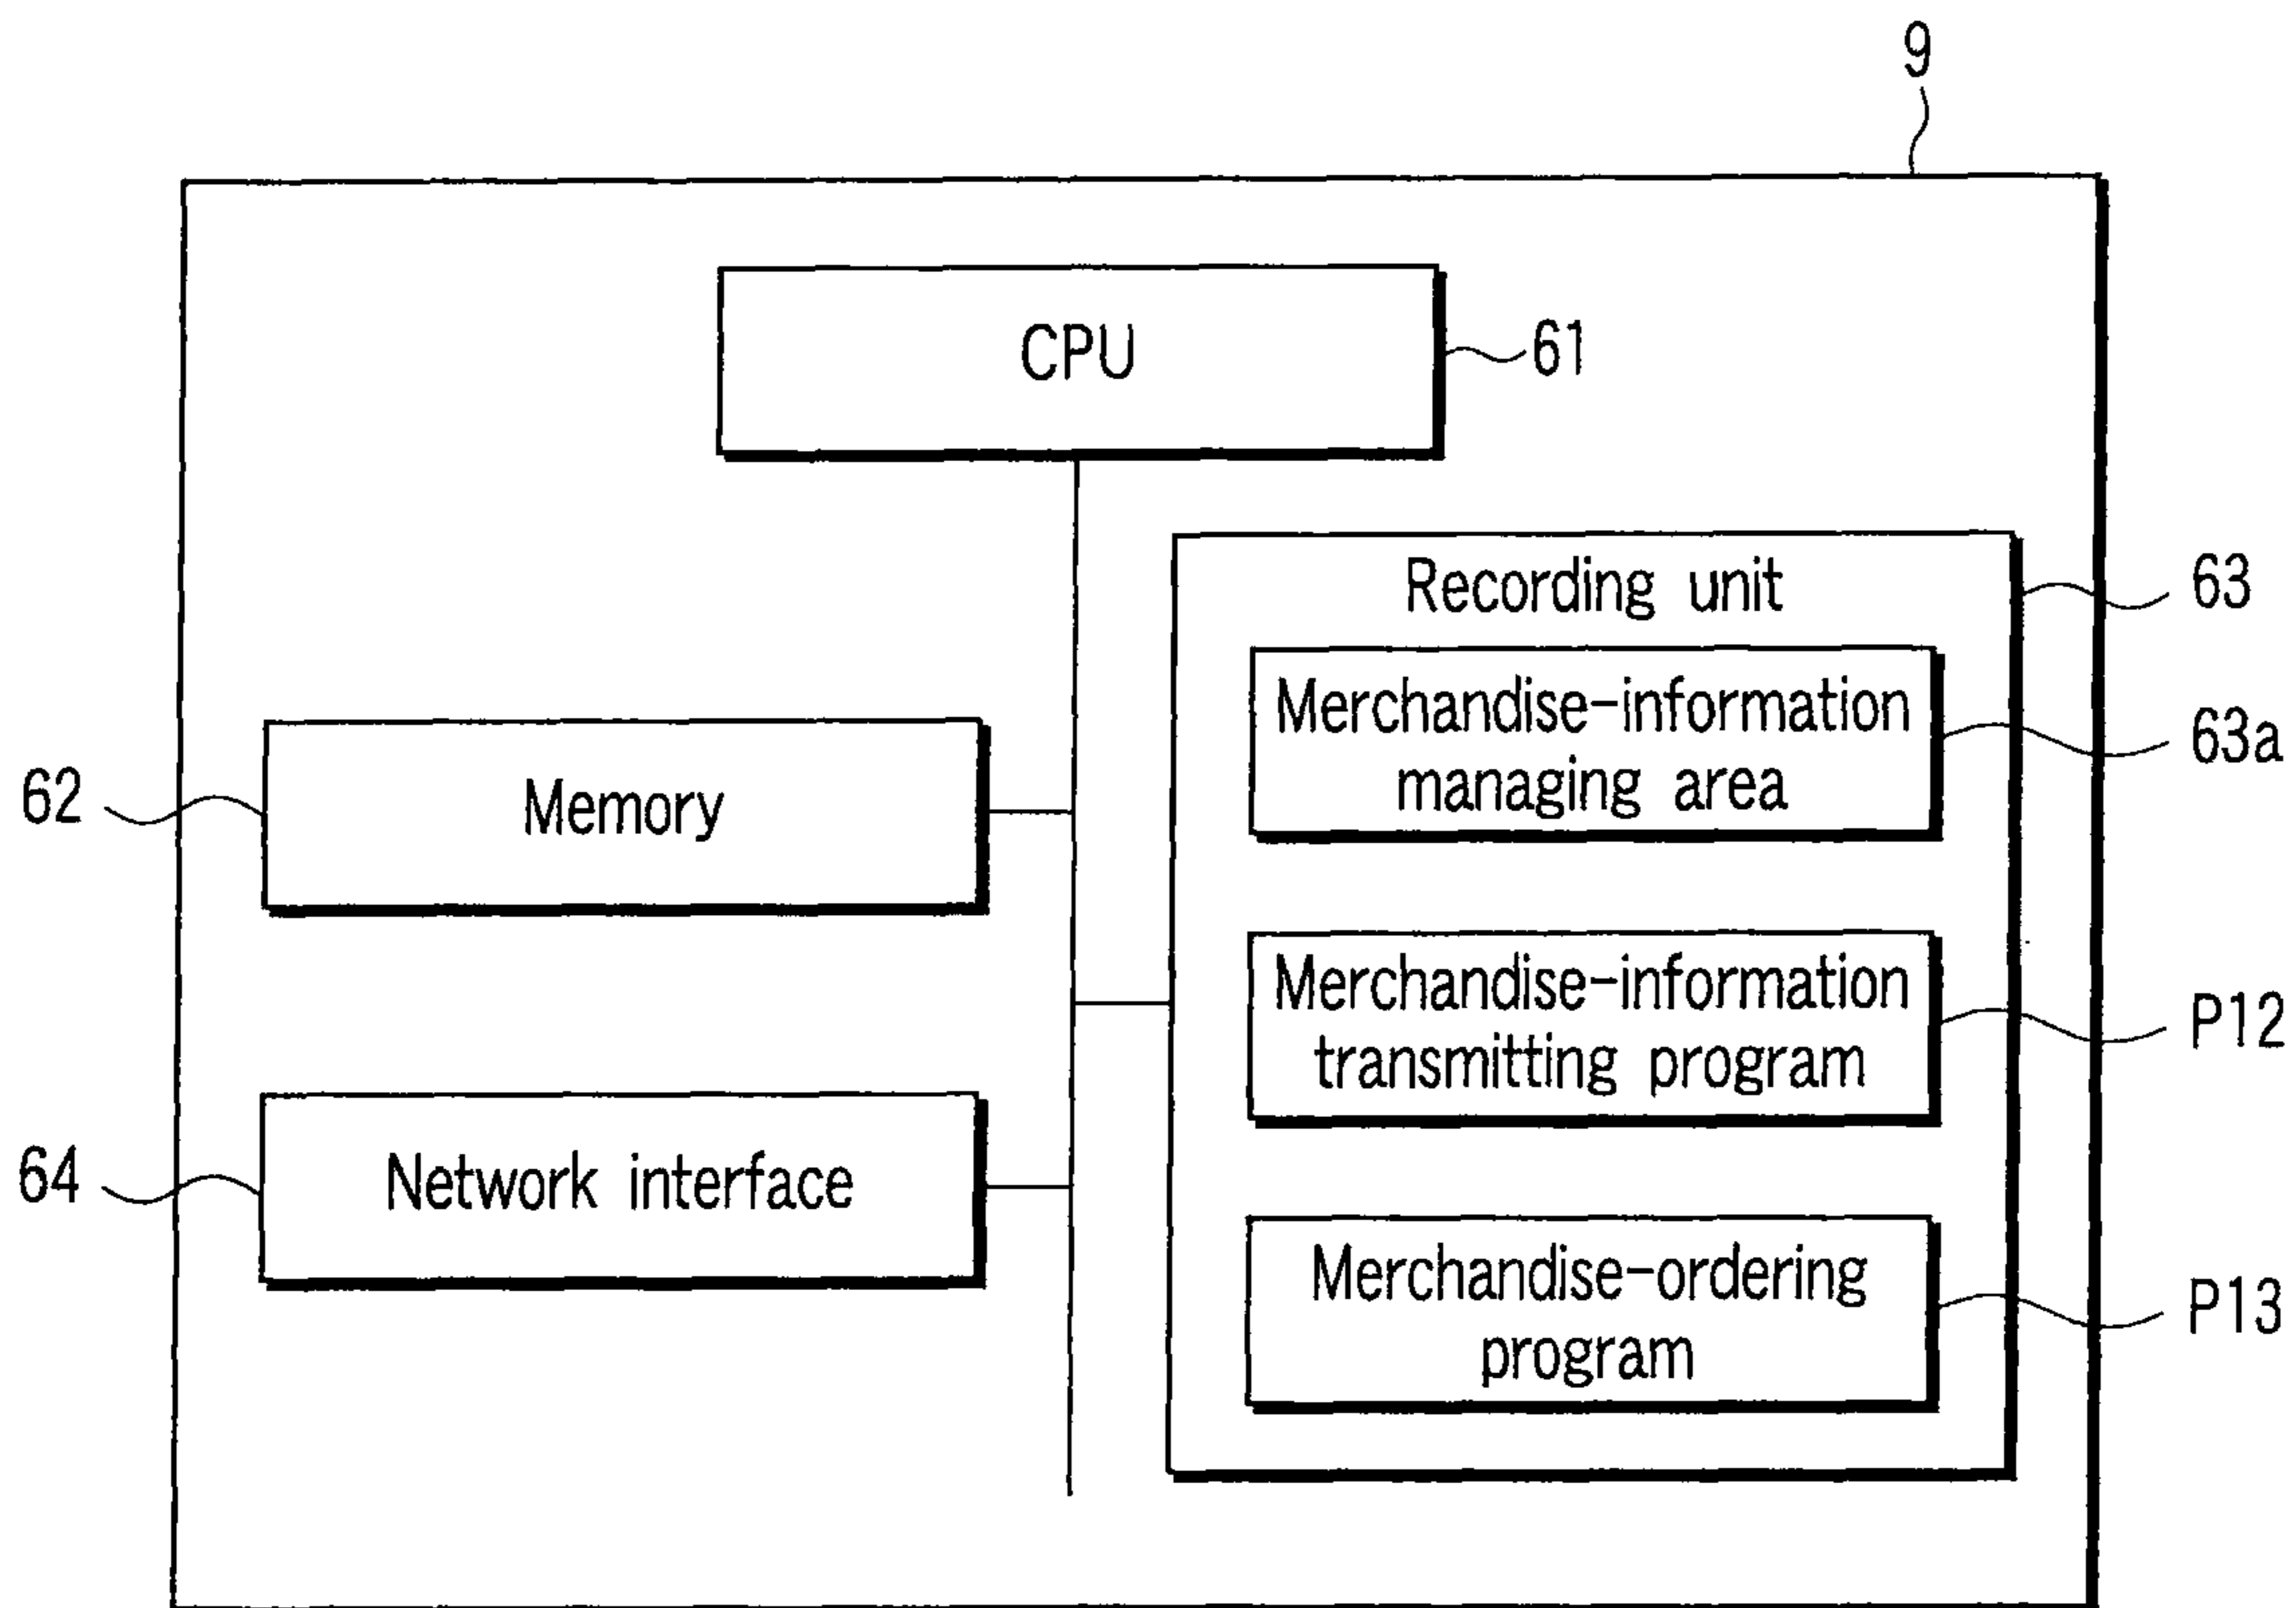 9
CPU
61
Recording unit
63
Merchandise-information
managing area
63a
62
Memory
Merchandise-information
transmitting program
P12
64
Network interface
Merchandise-ordering
program
P13